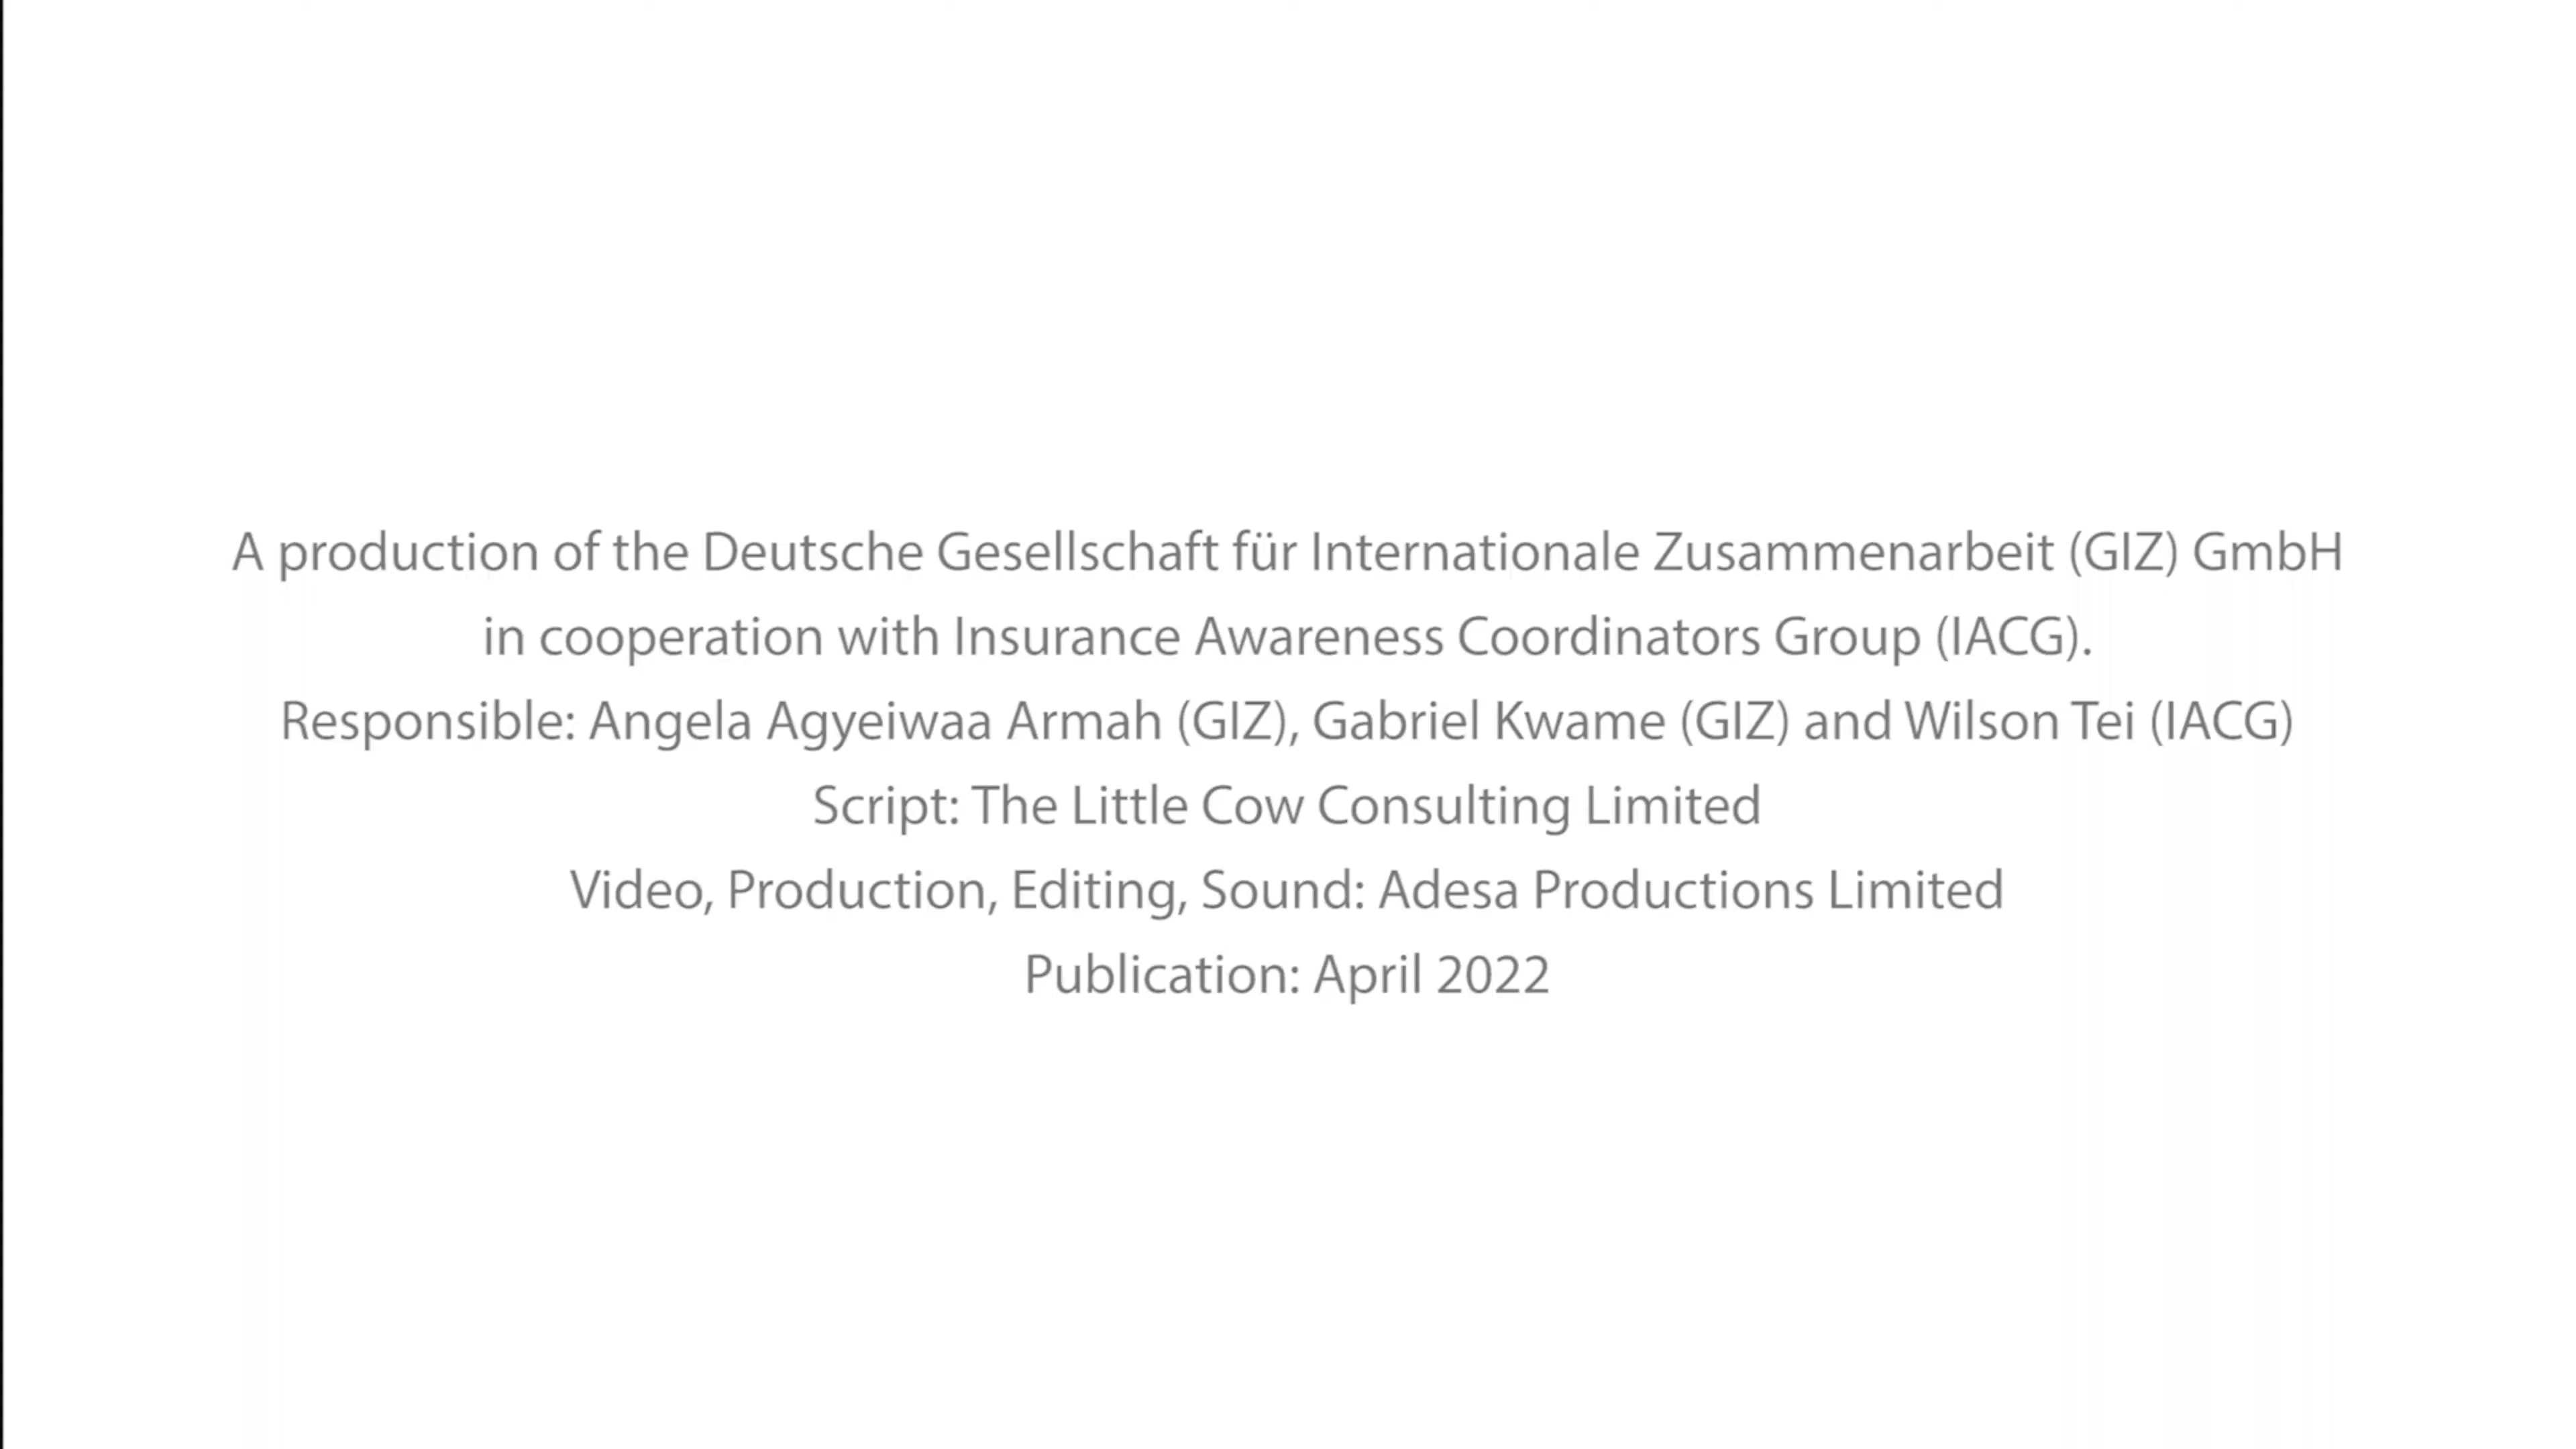 A production of the Deutsche Gesellschaft für Internationale Zusammenarbeit (GIZ) GmbH
in cooperation with Insurance Awareness Coordinators Group (IACG).
Responsible: Angela Agyeiwaa Armah (GIZ), Gabriel Kwame (GIZ) and Wilson Tei (IACG)
Script: The Little Cow Consulting Limited
Video, Production, Editing, Sound: Adesa Productions Limited
Publication: April 2022